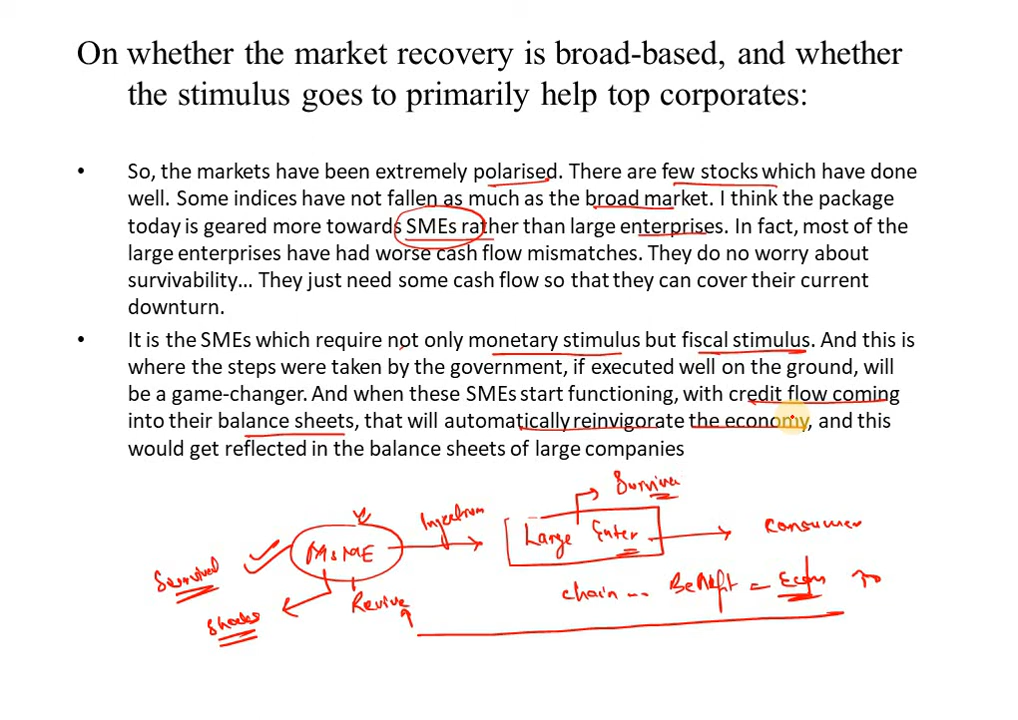 On whether the market recovery is broad-based, and whether
the stimulus goes to primarily help top corporates:
• So, the markets have been extremely polarised. There are few stocks which have done
well. Some indices have not fallen as much as the broad market. I think the package
today is geared more towards SMEs rather than large enterprises. In fact, most of the
large enterprises have had worse cash flow mismatches. They do no worry about
survivability... They just need some cash flow so that they can cover their current
downturn.
• It is the SMEs which require not only monetary stimulus but fiscal stimulus. And this is
where the steps were taken by the government, if executed well on the ground, will
be a game-changer. And when these SMEs start functioning, with credit flow coming
into their balance sheets, that will automatically reinvigorate the economy, and this
would get reflected in the balance sheets of large companies
Survive
Injection
Large Enter
Consumer
MSME
Survival
chain -- Benefit =
Revive
Shocks